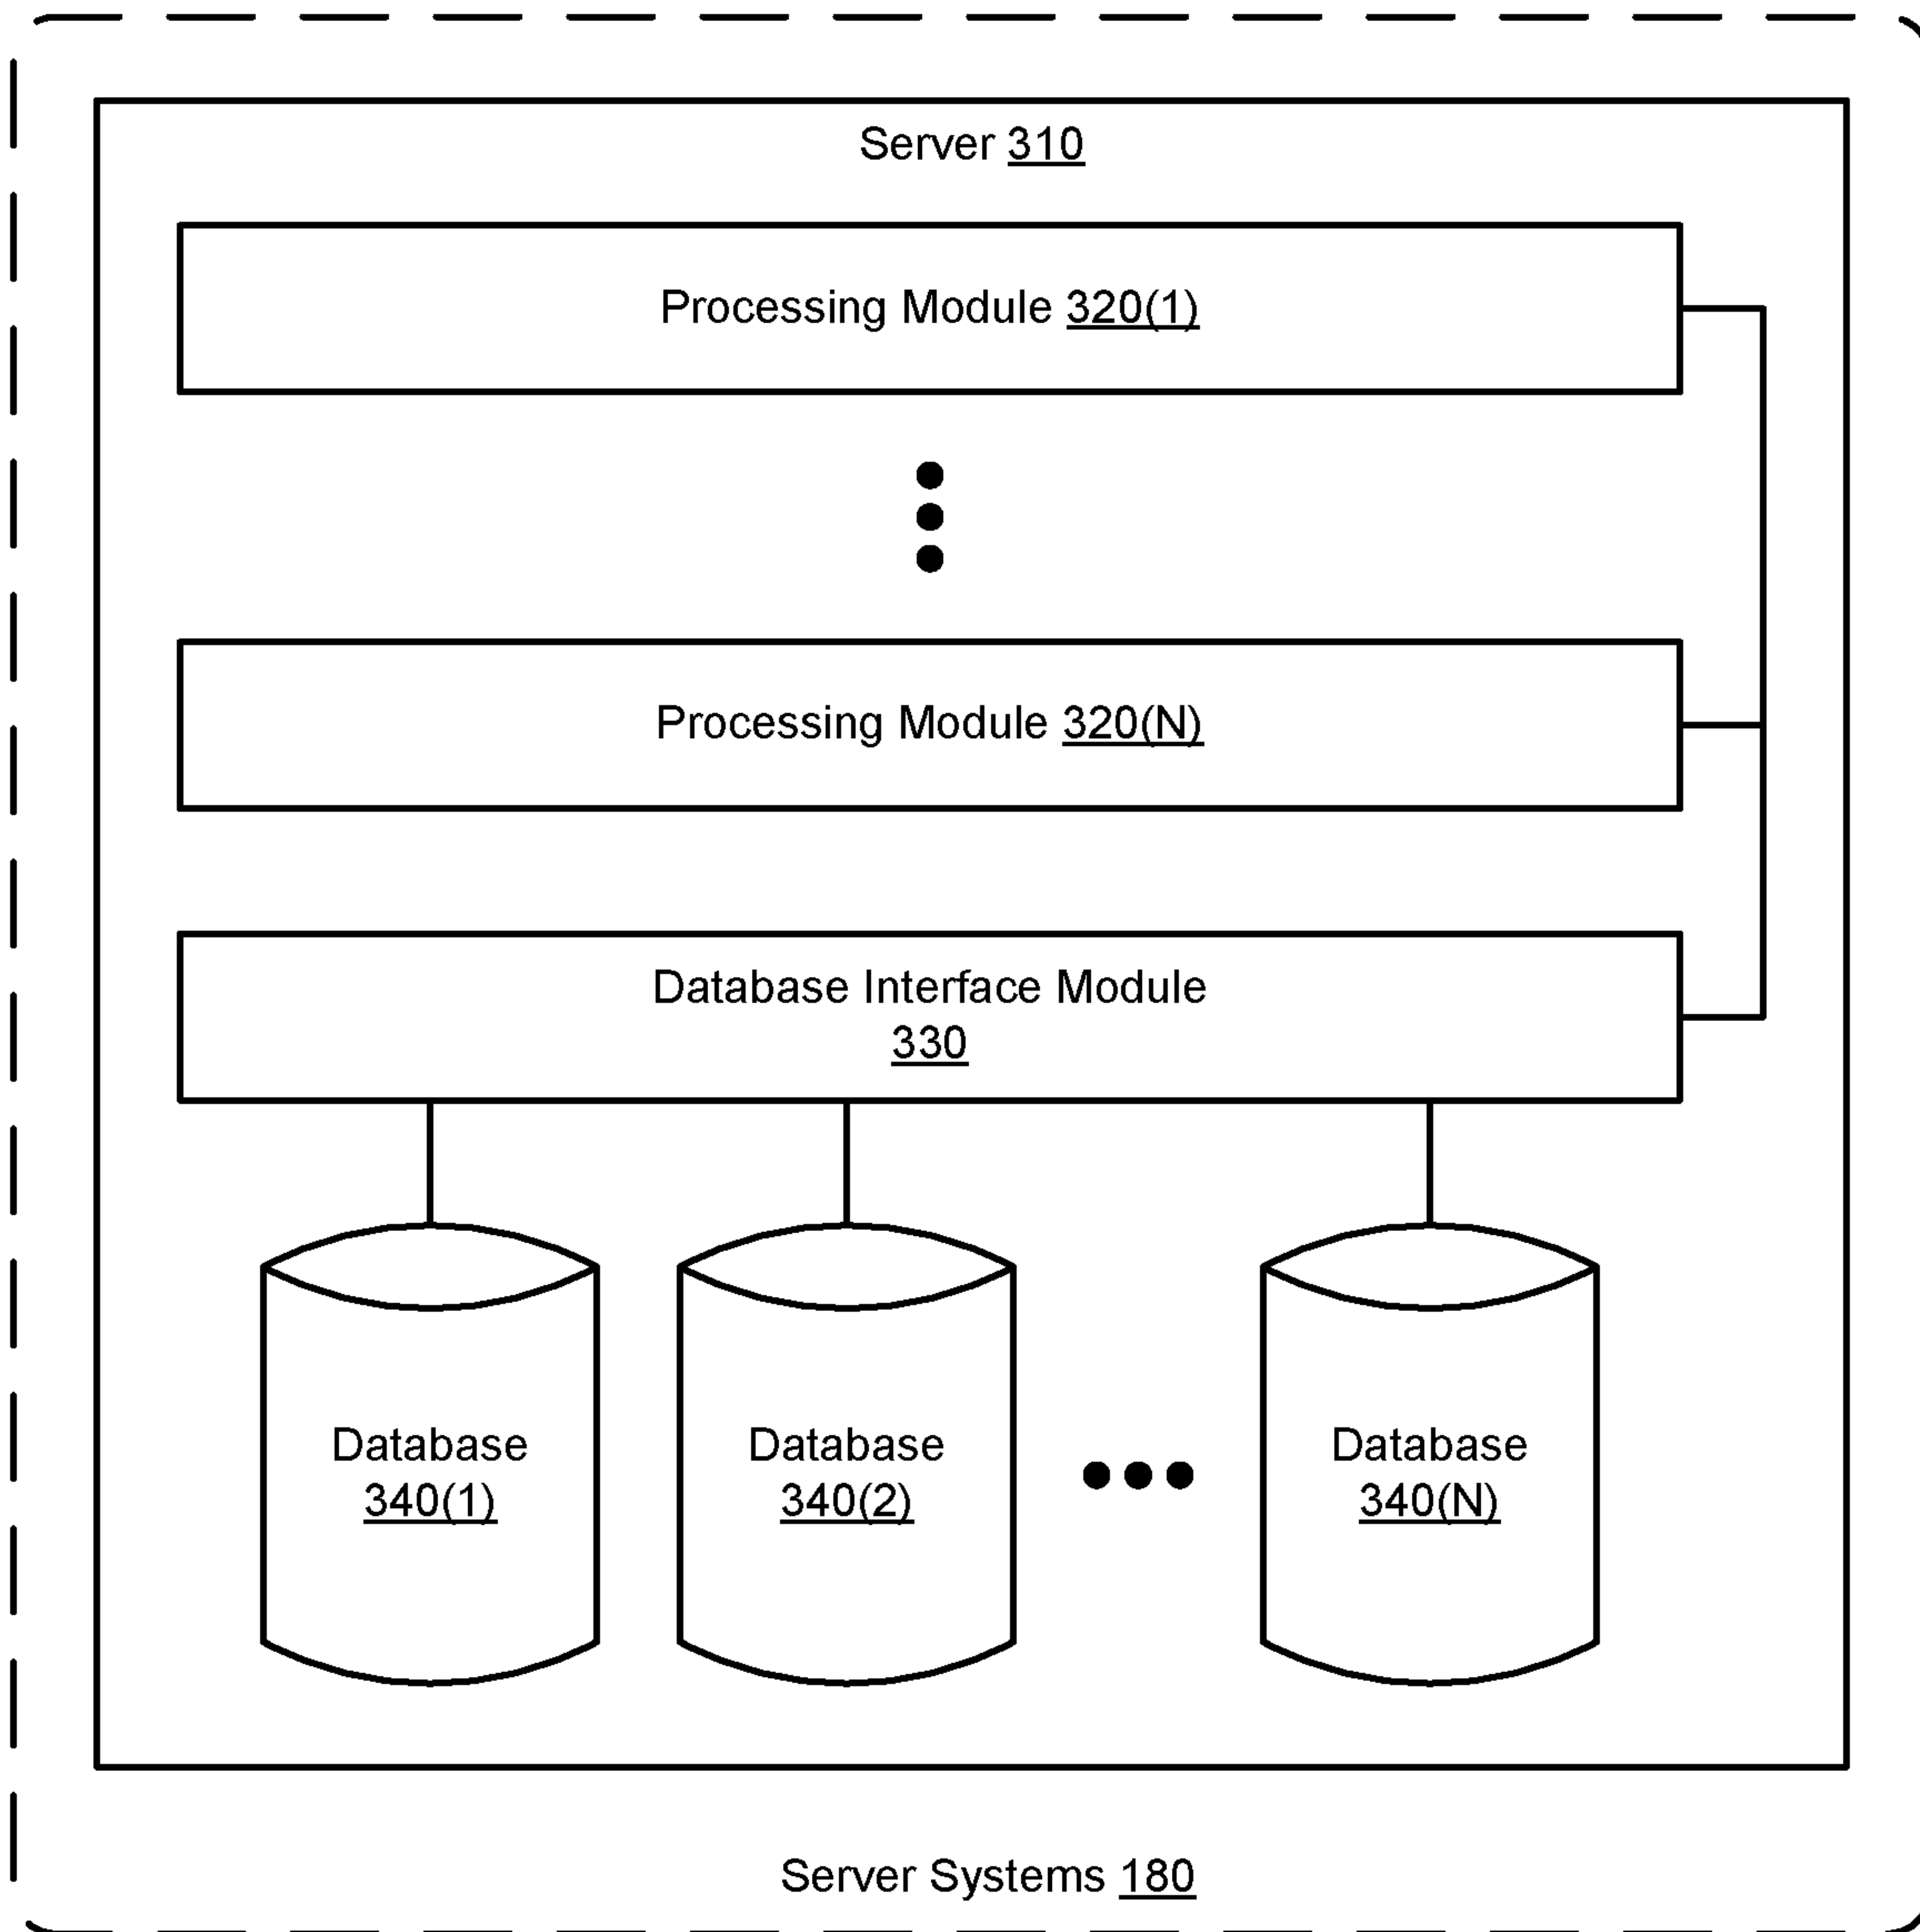 Server 310
Processing Module 320(1)
Processing Module 320(N)
Database Interface Module
330
Database
340(1)
Database
340(2)
Database
340(N)
Server Systems 180